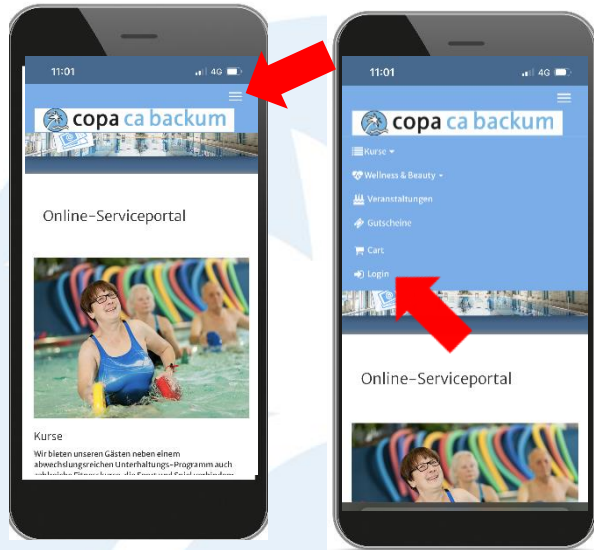 11:01
4G
copa ca backum
Online-Serviceportal
Kurse
Wir bieten unseren Gästen neben einem
abwechslungsreichen Unterhaltungs-Programm auch
11:01
4G
copa ca backum
Kurse
Wellness & Beauty
Veranstaltungen
Gutscheine
Cart
Login
Online-Serviceportal